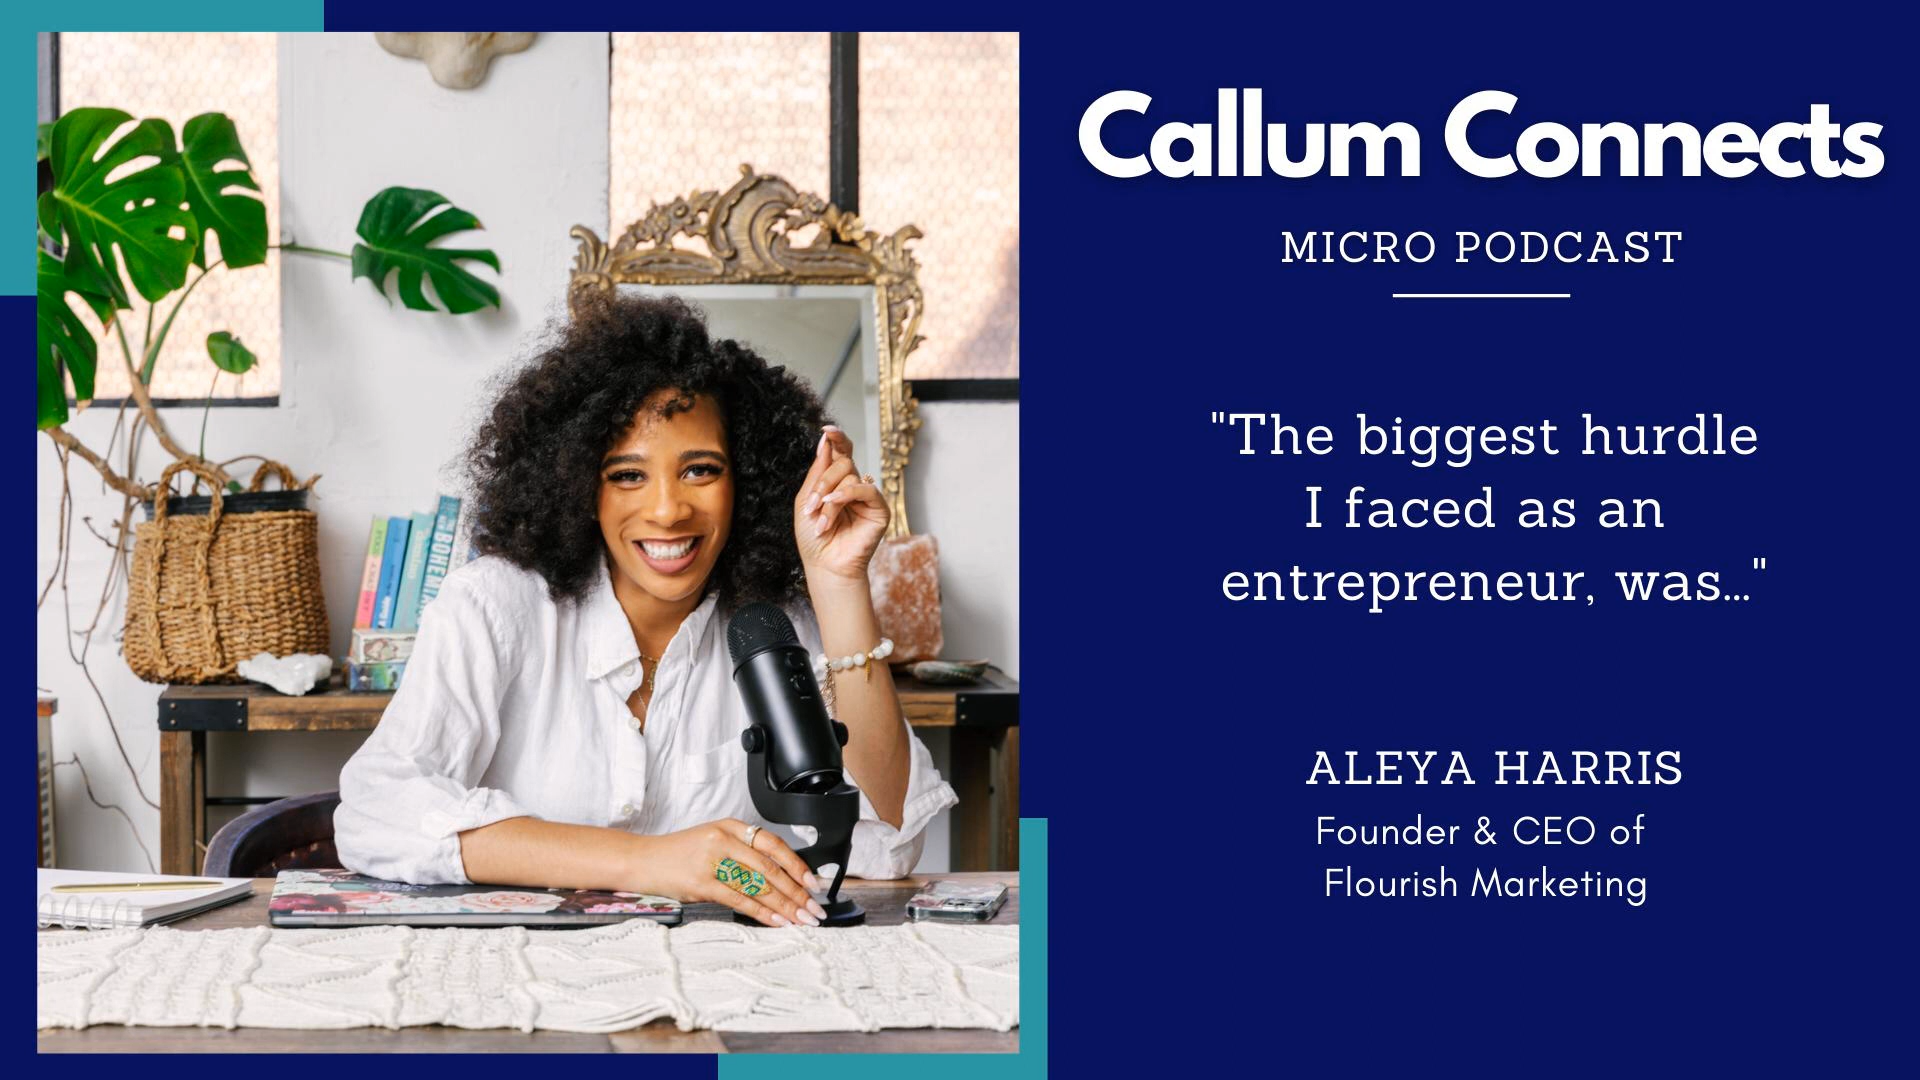 Callum Connects
MICRO PODCAST
"The biggest hurdle
I faced as an
entrepreneur, was..."
ALEYA HARRIS
Founder & CEO of
Flourish Marketing
BOHEMI